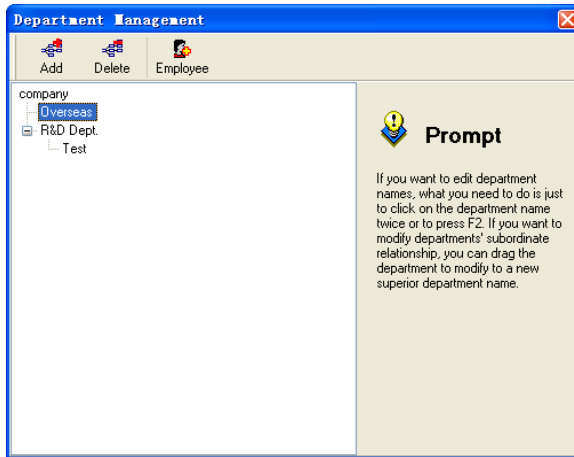 Department Management
Add Delete Employee
company
Overseas
R&D Dept.
Test
Prompt
If you want to edit department
names, what you need to do is just
to click on the department name
twice or to press F2. If you want to
modify departments' subordinate
relationship, you can drag the
department to modify to a new
superior department name.